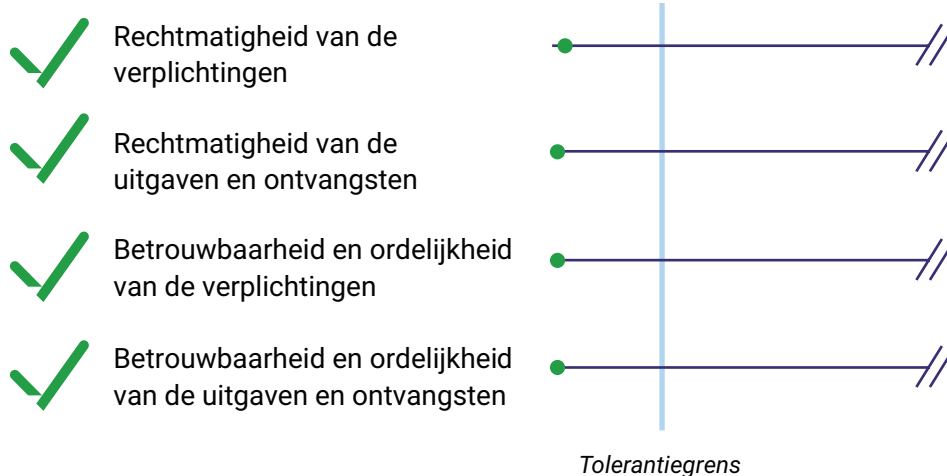 Rechtmatigheid van de
verplichtingen
Rechtmatigheid van de
uitgaven en ontvangsten
Betrouwbaarheid en ordelijkheid
van de verplichtingen
Betrouwbaarheid en ordelijkheid
van de uitgaven en ontvangsten
Tolerantiegrens